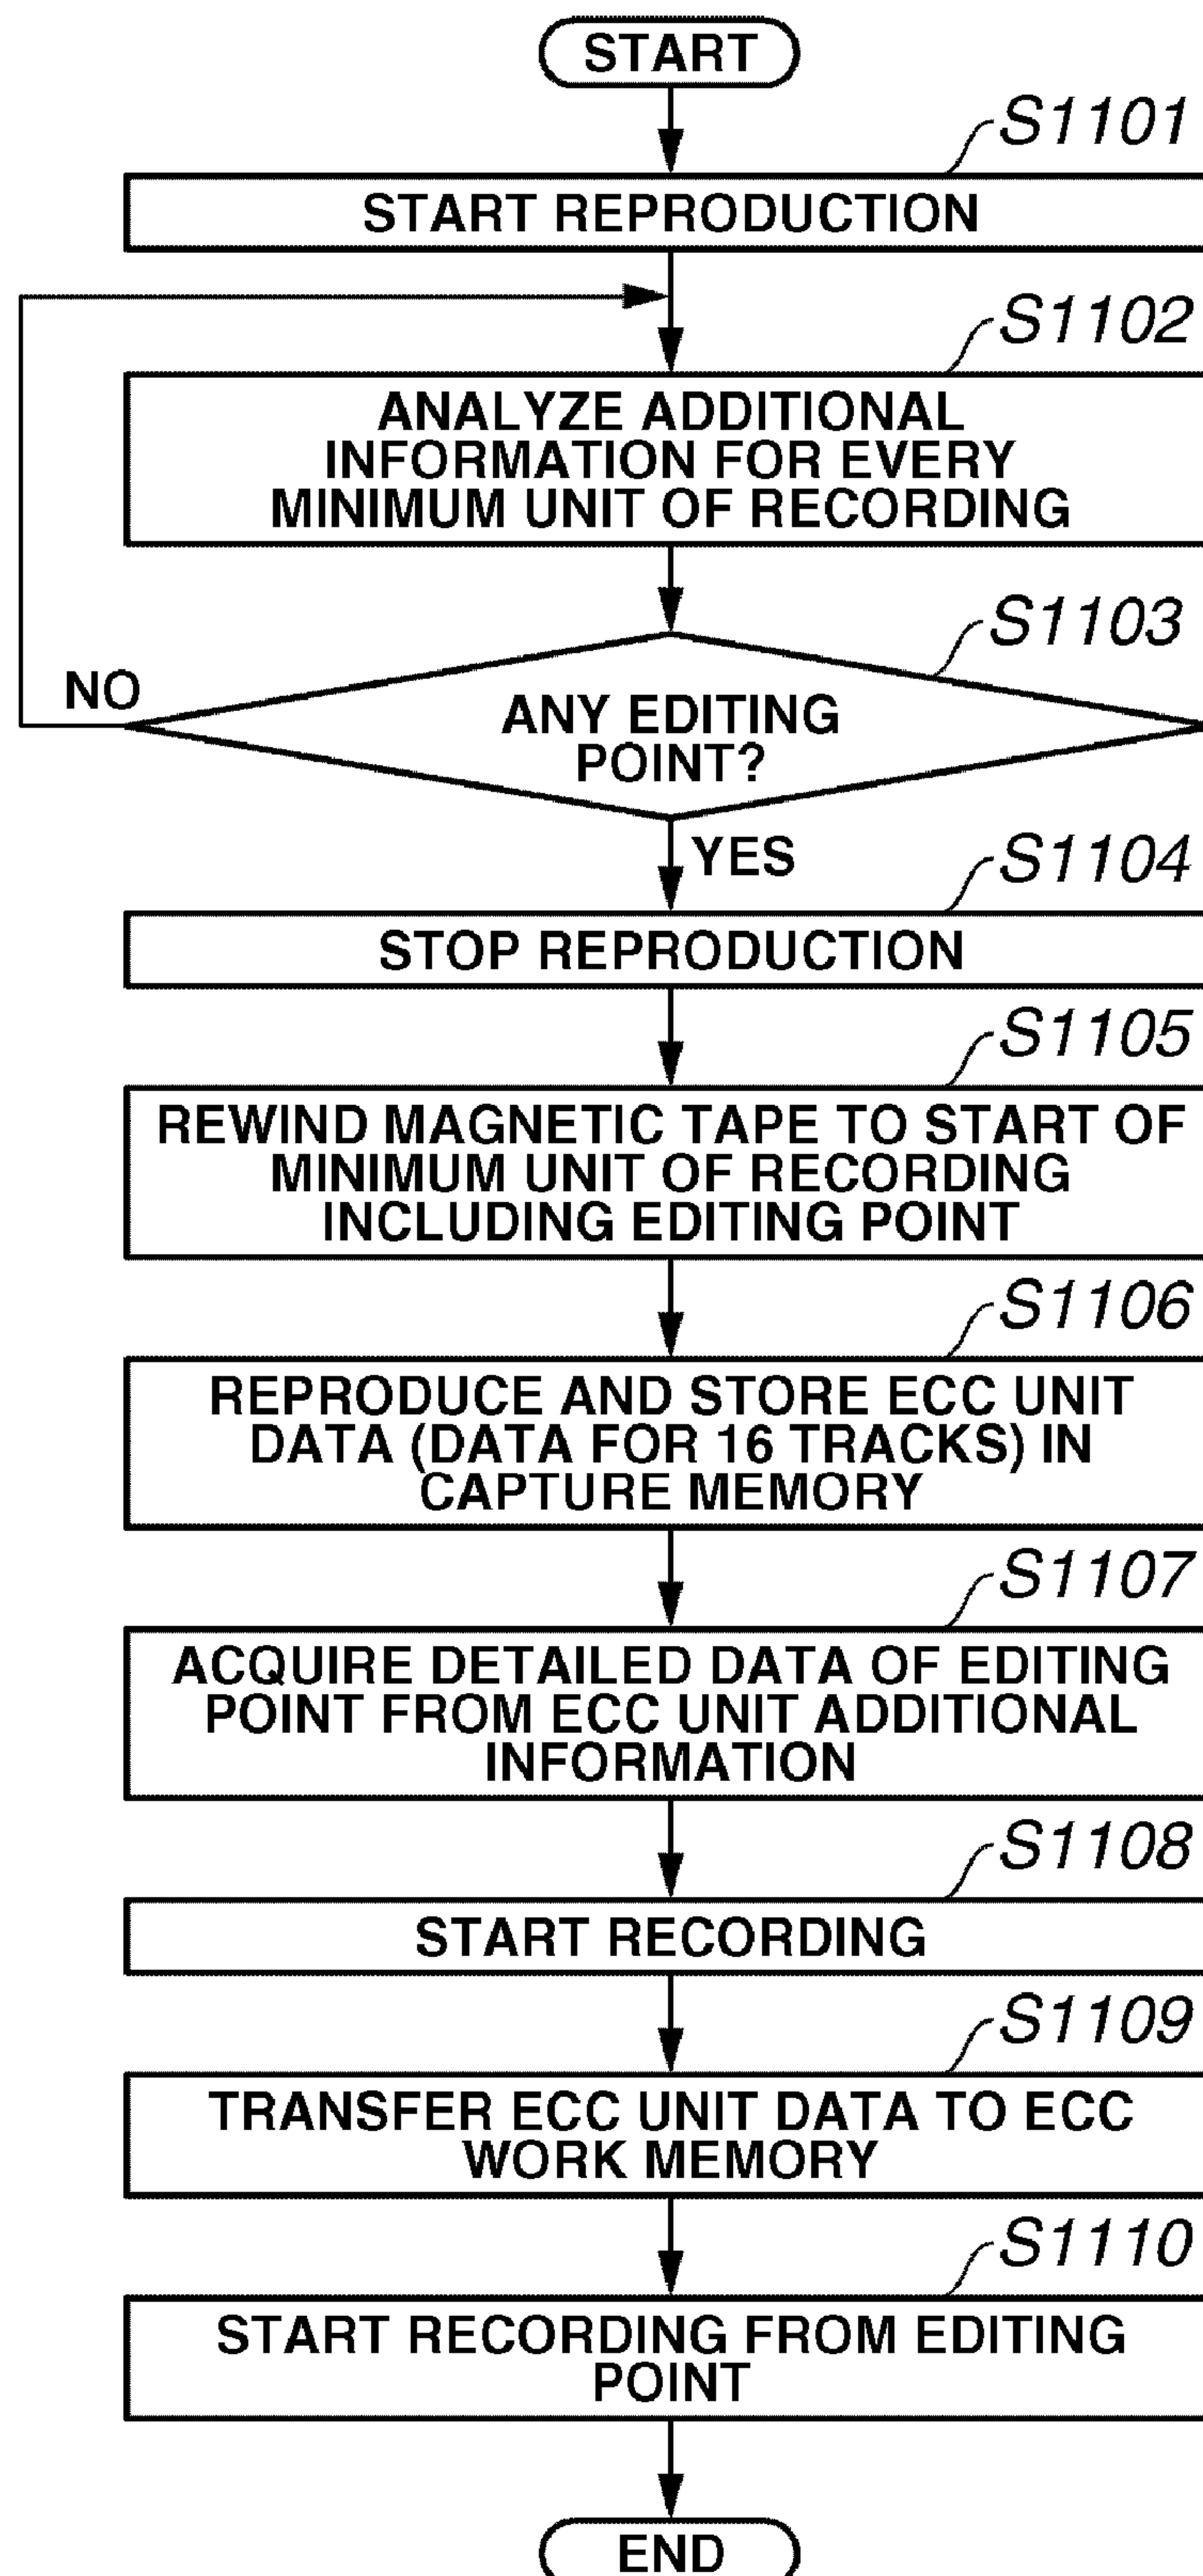 START
S1101
START REPRODUCTION
S1102
ANALYZE ADDITIONAL
INFORMATION FOR EVERY
MINIMUM UNIT OF RECORDING
S1103
NO
ANY EDITING
POINT?
YES
S1104
STOP REPRODUCTION
S1105
REWIND MAGNETIC TAPE TO START OF
MINIMUM UNIT OF RECORDING
INCLUDING EDITING POINT
S1106
REPRODUCE AND STORE ECC UNIT
DATA (DATA FOR 16 TRACKS) IN
CAPTURE MEMORY
S1107
ACQUIRE DETAILED DATA OF EDITING
POINT FROM ECC UNIT ADDITIONAL
INFORMATION
S1108
START RECORDING
S1109
TRANSFER ECC UNIT DATA TO ECC
WORK MEMORY
S1110
START RECORDING FROM EDITING
POINT
END